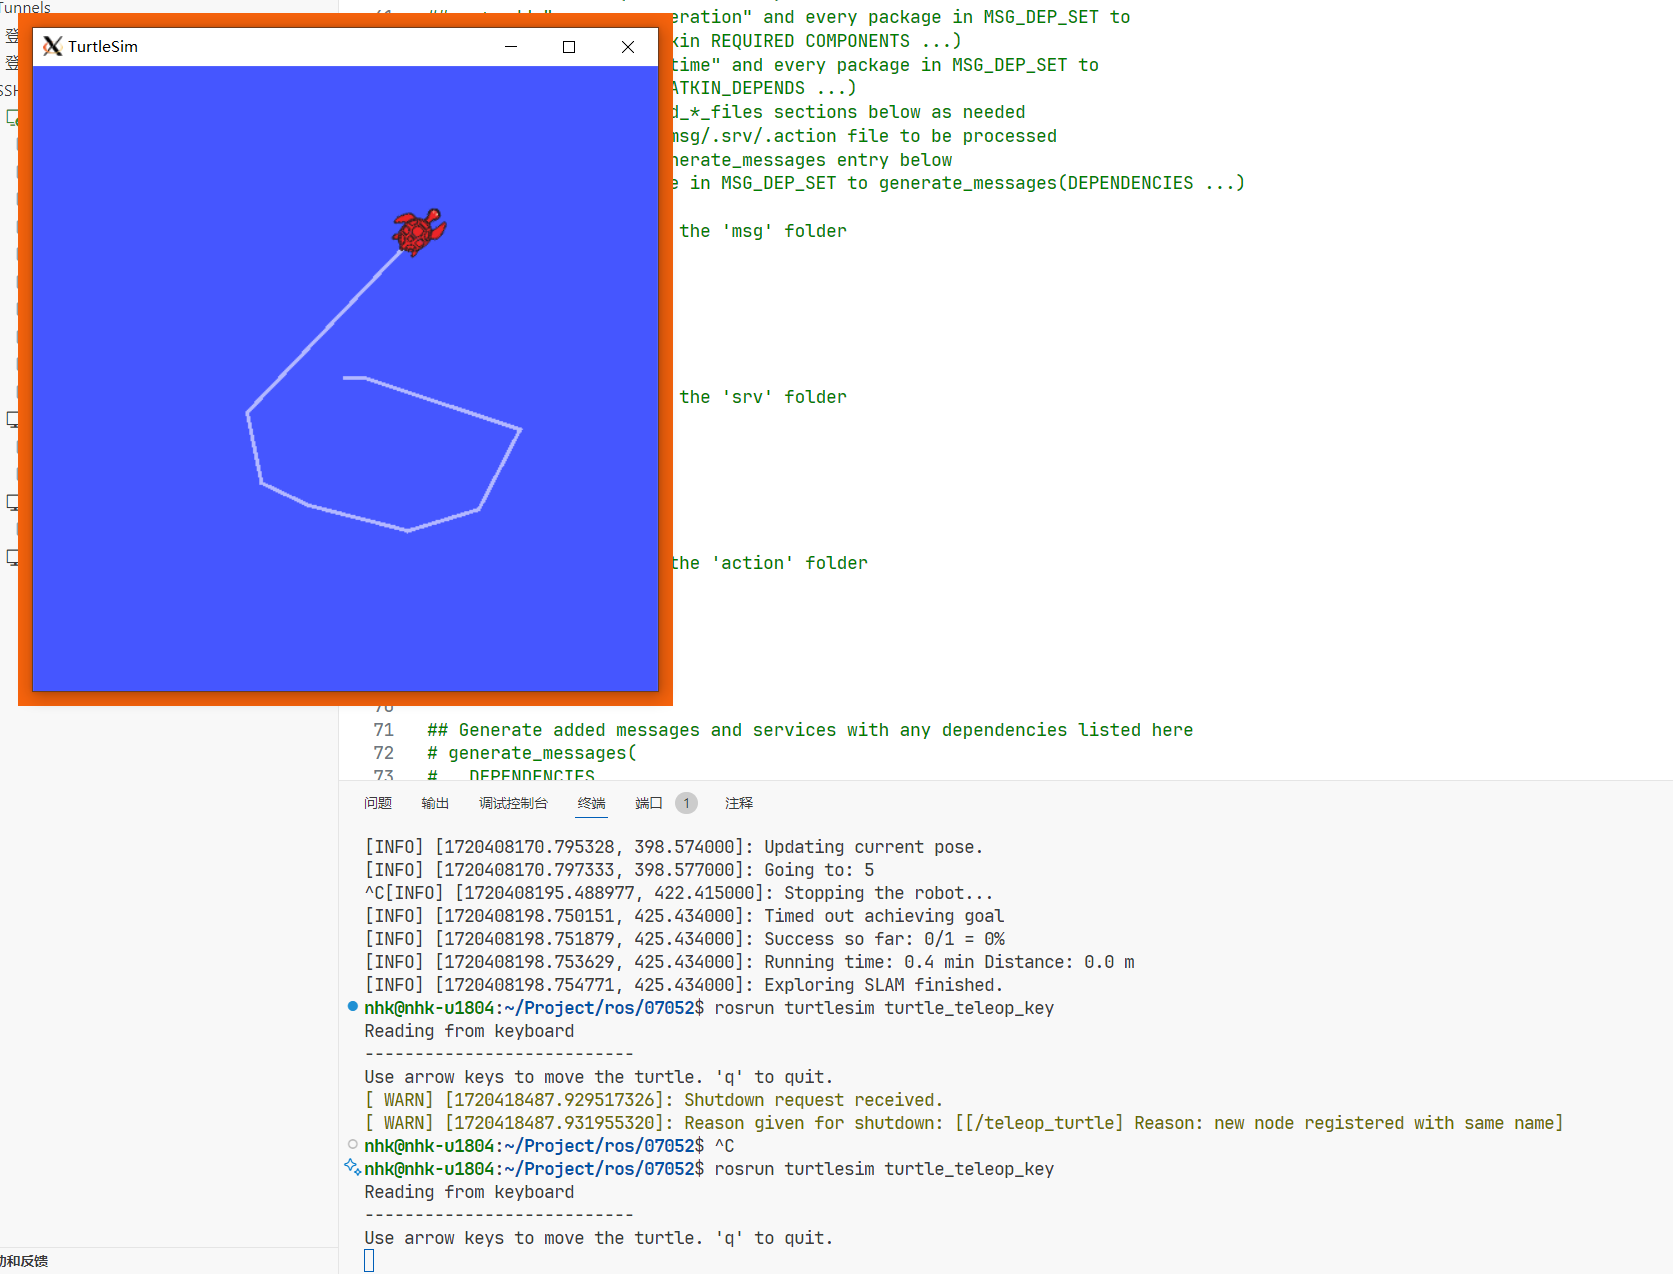 Tunnels
登
登
SSH
TurtleSim
eration" and every package in MSG_DEP_SET to
kin REQUIRED COMPONENTS ...)
time" and every package in MSG_DEP_SET to
ATKIN_DEPENDS ...)
d_*_files sections below as needed
msg/.srv/.action file to be processed
nerate_messages entry below
e in MSG_DEP_SET to generate_messages(DEPENDENCIES ...)
the 'msg' folder
the 'srv' folder
the 'action' folder
70
71 ## Generate added messages and services with any dependencies listed here
72 # generate_messages(
73 # DEPENDENCIES
问题 输出 调试控制台 终端 端口 1 注释
[INFO] [1720408170.795328, 398.574000]: Updating current pose.
[INFO] [1720408170.797333, 398.577000]: Going to: 5
^C[INFO] [1720408195.488977, 422.415000]: Stopping the robot...
[INFO] [1720408198.750151, 425.434000]: Timed out achieving goal
[INFO] [1720408198.751879, 425.434000]: Success so far: 0/1 = 0%
[INFO] [1720408198.753629, 425.434000]: Running time: 0.4 min Distance: 0.0 m
[INFO] [1720408198.754771, 425.434000]: Exploring SLAM finished.
nhk@nhk-u1804:~/Project/ros/07052$ rosrun turtlesim turtle_teleop_key
Reading from keyboard
---------------------------
Use arrow keys to move the turtle. 'q' to quit.
[ WARN] [1720418487.929517326]: Shutdown request received.
[ WARN] [1720418487.931955320]: Reason given for shutdown: [[/teleop_turtle] Reason: new node registered with same name]
nhk@nhk-u1804:~/Project/ros/07052$ ^C
nhk@nhk-u1804:~/Project/ros/07052$ rosrun turtlesim turtle_teleop_key
Reading from keyboard
---------------------------
Use arrow keys to move the turtle. 'q' to quit.
和反馈